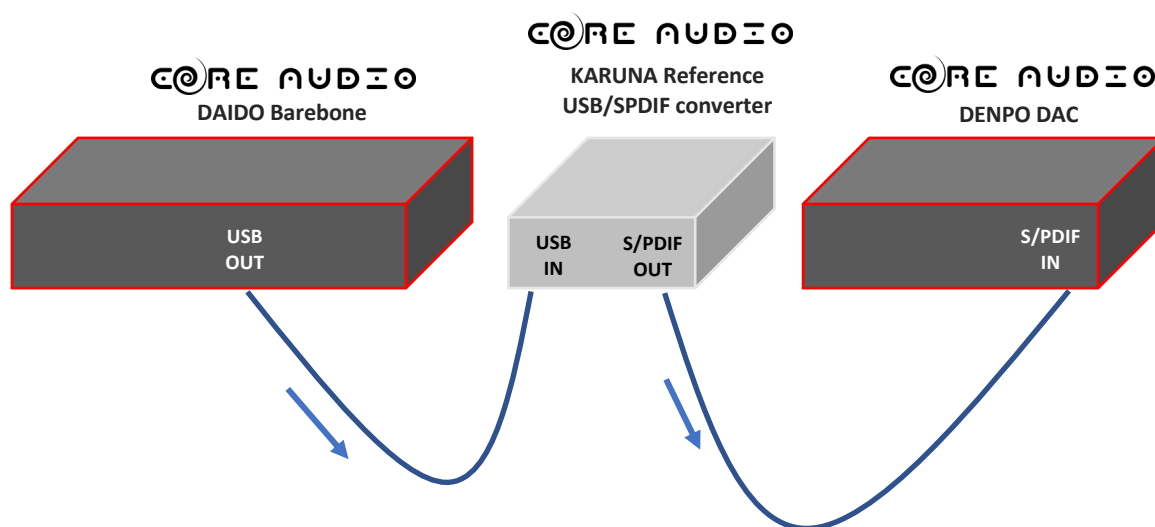 CORE AUDIO
DAIDO Barebone
USB
OUT
CORE AUDIO
KARUNA Reference
USB/SPDIF converter
USB
IN
S/PDIF
OUT
CORE AUDIO
DENPO DAC
S/PDIF
IN